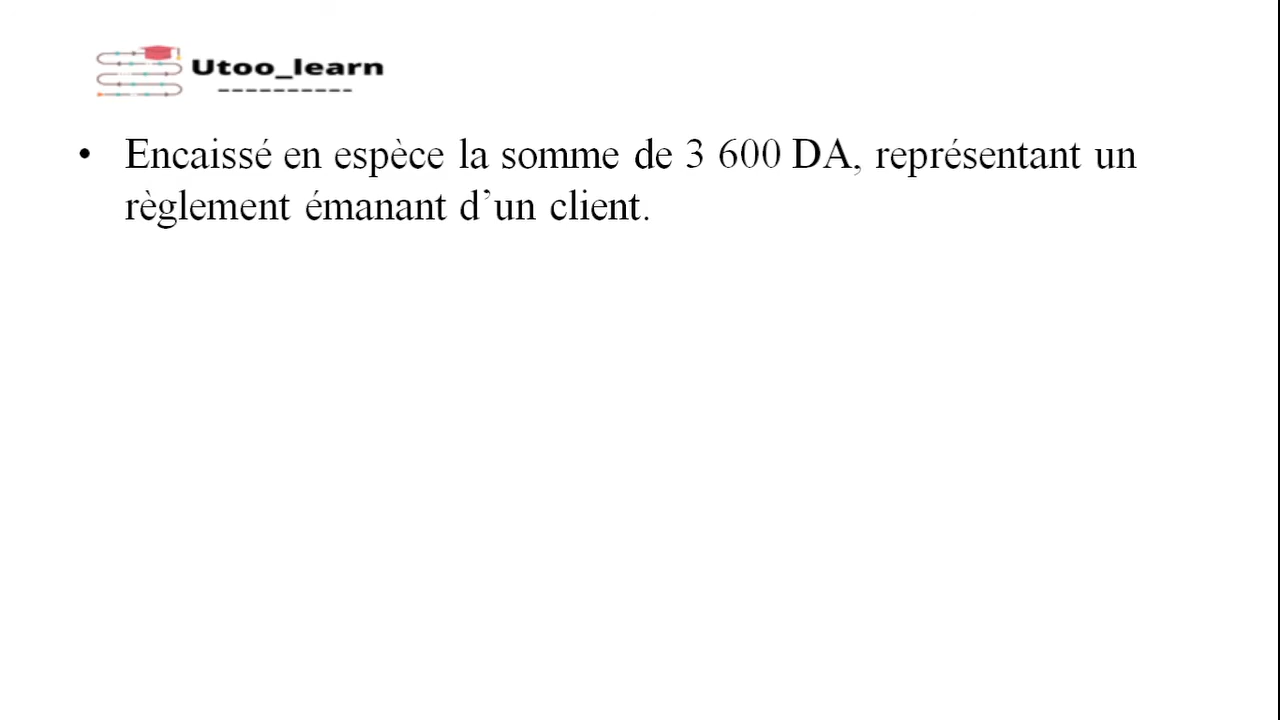 Utoo_learn
----------
• Encaissé en espèce la somme de 3 600 DA, représentant un
règlement émanant d’un client.